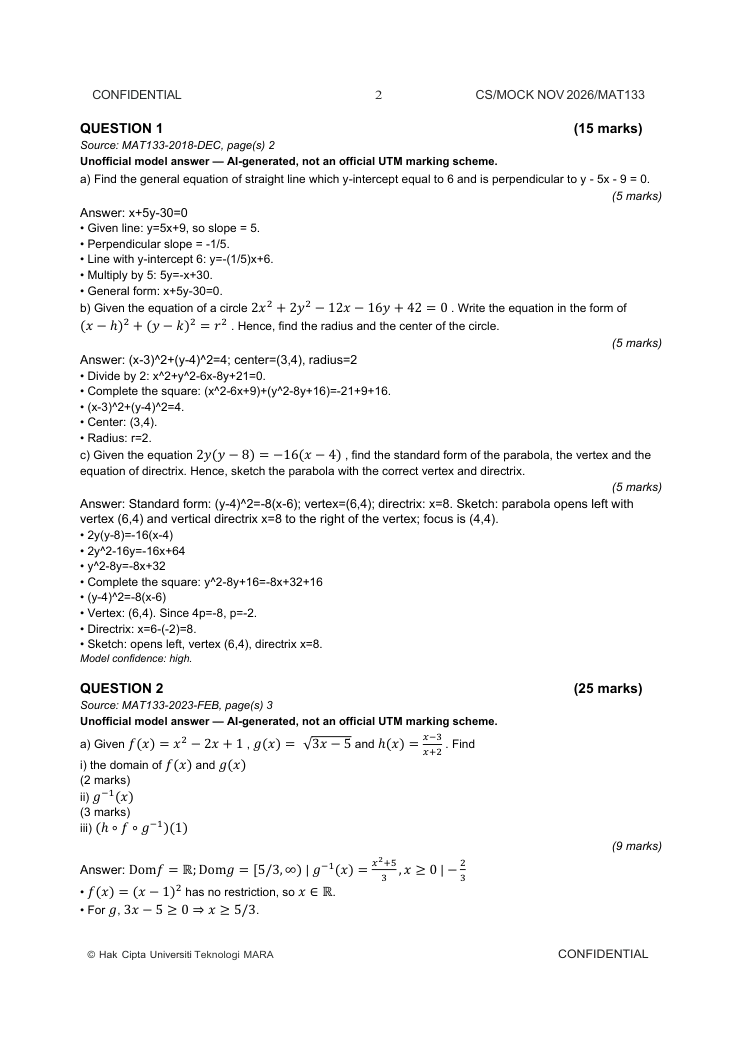 CONFIDENTIAL 2 CS/MOCK NOV 2026/MAT133
QUESTION 1 (15 marks)
Source: MAT133-2018-DEC, page(s) 2
Unofficial model answer — AI-generated, not an official UTM marking scheme.
a) Find the general equation of straight line which y-intercept equal to 6 and is perpendicular to y - 5x - 9 = 0.
(5 marks)
Answer: x+5y-30=0
• Given line: y=5x+9, so slope = 5.
• Perpendicular slope = -1/5.
• Line with y-intercept 6: y=-(1/5)x+6.
• Multiply by 5: 5y=-x+30.
• General form: x+5y-30=0.
b) Given the equation of a circle 2x² + 2y² − 12x − 16y + 42 = 0 . Write the equation in the form of
(x − h)² + (y − k)² = r² . Hence, find the radius and the center of the circle.
(5 marks)
Answer: (x-3)^2+(y-4)^2=4; center=(3,4), radius=2
• Divide by 2: x^2+y^2-6x-8y+21=0.
• Complete the square: (x^2-6x+9)+(y^2-8y+16)=-21+9+16.
• (x-3)^2+(y-4)^2=4.
• Center: (3,4).
• Radius: r=2.
c) Given the equation 2y(y − 8) = −16(x − 4) , find the standard form of the parabola, the vertex and the
equation of directrix. Hence, sketch the parabola with the correct vertex and directrix.
(5 marks)
Answer: Standard form: (y-4)^2=-8(x-6); vertex=(6,4); directrix: x=8. Sketch: parabola opens left with
vertex (6,4) and vertical directrix x=8 to the right of the vertex; focus is (4,4).
• 2y(y-8)=-16(x-4)
• 2y^2-16y=-16x+64
• y^2-8y=-8x+32
• Complete the square: y^2-8y+16=-8x+32+16
• (y-4)^2=-8(x-6)
• Vertex: (6,4). Since 4p=-8, p=-2.
• Directrix: x=6-(-2)=8.
• Sketch: opens left, vertex (6,4), directrix x=8.
Model confidence: high.
QUESTION 2 (25 marks)
Source: MAT133-2023-FEB, page(s) 3
Unofficial model answer — AI-generated, not an official UTM marking scheme.
a) Given f(x) = x² − 2x + 1 , g(x) = √(3x − 5) and h(x) = (x−3)/(x+2) . Find
i) the domain of f(x) and g(x)
(2 marks)
ii) g⁻¹(x)
(3 marks)
iii) (h ∘ f ∘ g⁻¹)(1)
(9 marks)
Answer: Domf = ℝ; Domg = [5/3, ∞) | g⁻¹(x) = (x²+5)/3, x ≥ 0 | −2/3
• f(x) = (x − 1)² has no restriction, so x ∈ ℝ.
• For g, 3x − 5 ≥ 0 ⇒ x ≥ 5/3.
© Hak Cipta Universiti Teknologi MARA CONFIDENTIAL